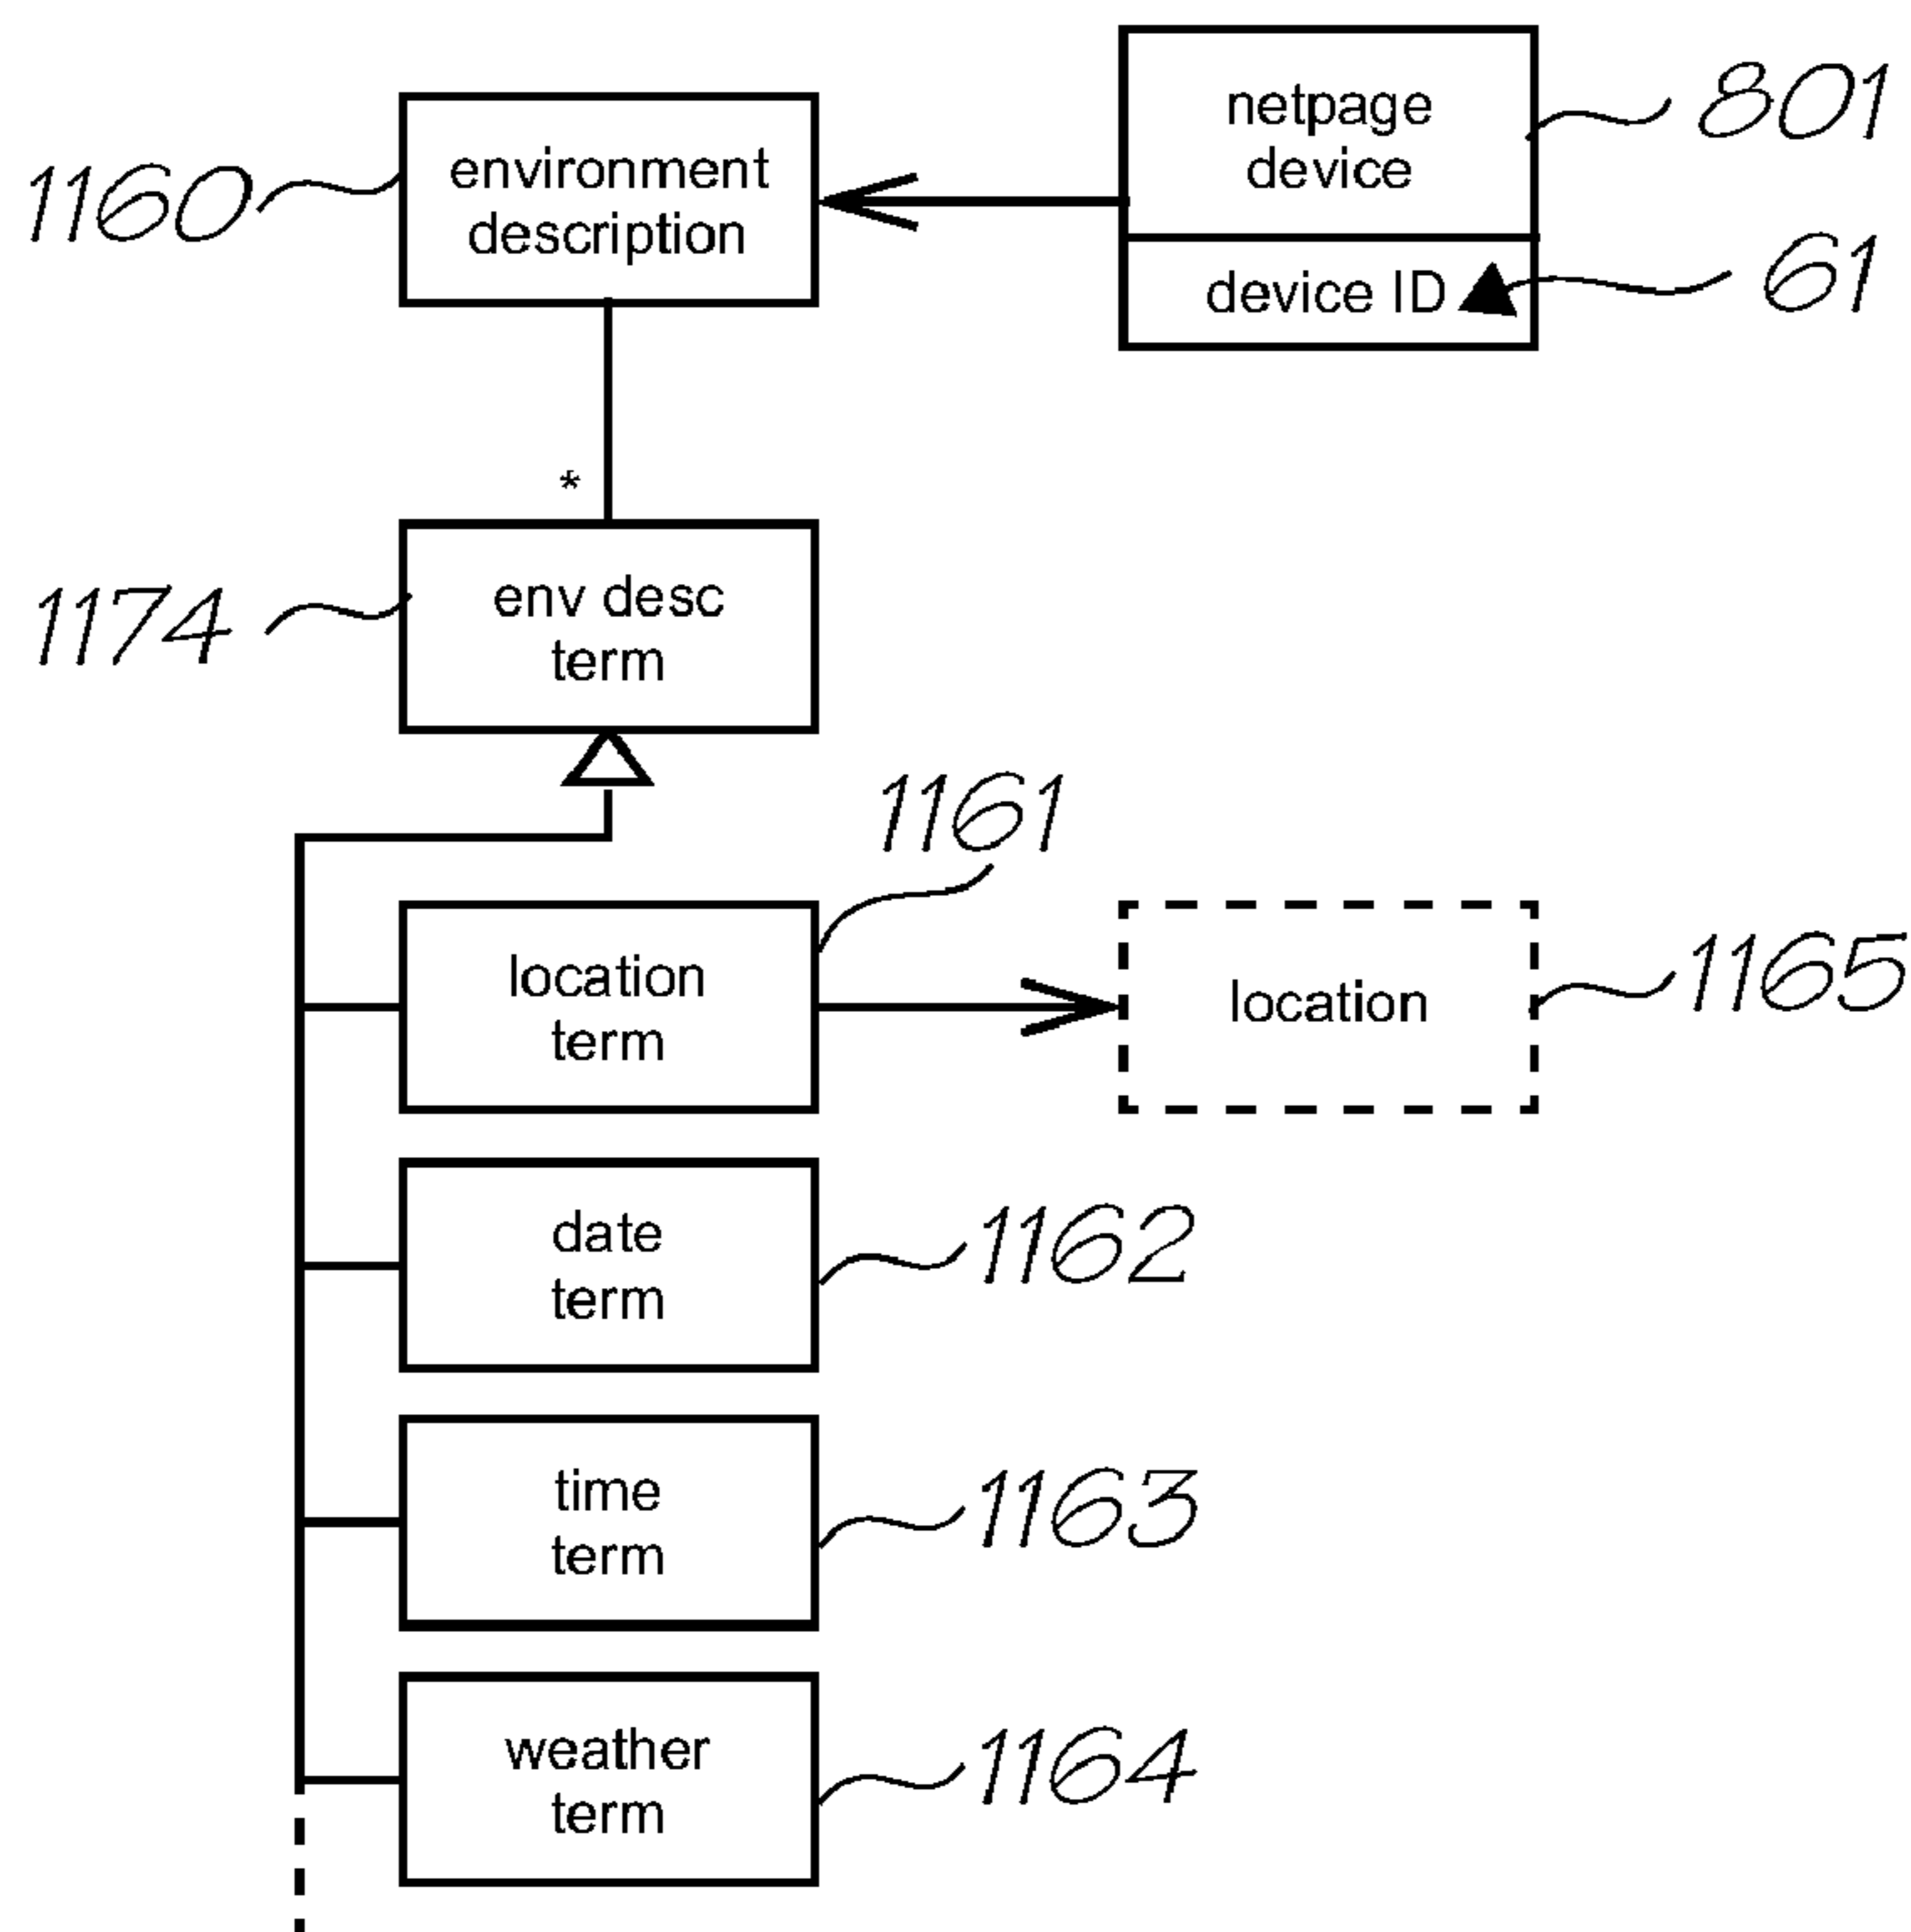 netpage
device
801
environment
description
1160
device ID
61
*
env desc
term
1174
1161
location
term
location
1165
date
term
1162
time
term
1163
weather
term
1164